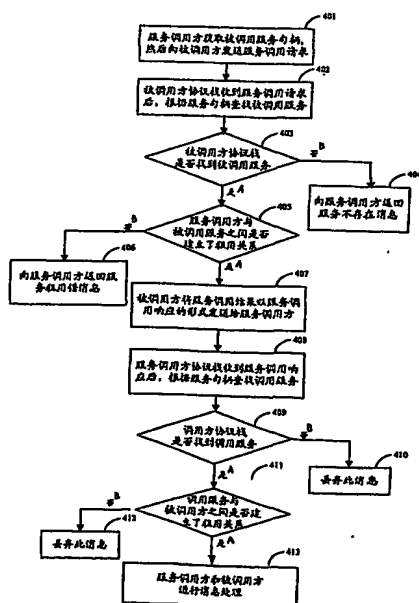 401
服务调用方获取被调用服务句柄,
然后向被调用方发送服务调用请求
402
被调用方协议栈收到服务调用请求
后,根据服务句柄查找被调用服务
403
被调用方协议栈
是否找到被调用服务
否
B
是
A
404
向服务调用方返回
服务不存在消息
405
服务调用方与
被调用服务之间是否
建立了租用关系
否
B
是
A
406
向服务调用方返回服
务租用错消息
407
被调用方将服务调用结果以服务调
用响应的形式发送给服务调用方
408
服务调用方协议栈收到服务调用响
应后,根据服务句柄查找调用服务
409
调用方协议栈
是否找到调用服务
否
B
是
A
410
丢弃此消息
411
调用服务与
被调用方之间是否建
立了租用关系
否
B
是
A
412
丢弃此消息
413
服务调用方和被调用方
进行消息处理